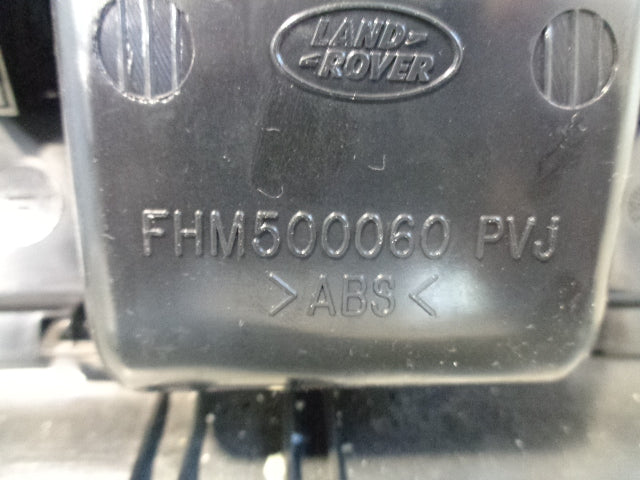 LAND
ROVER
FHM500060 PVJ
>ABS<